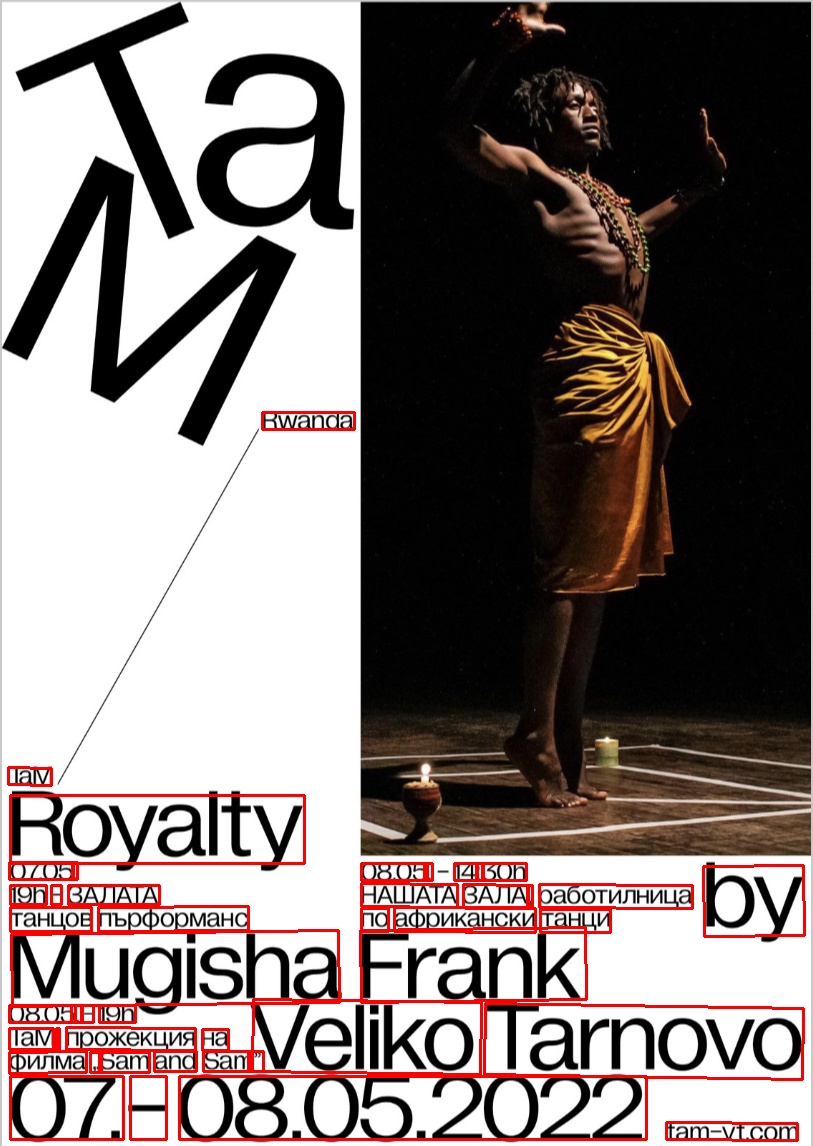 TaM
Rwanda
TaM
Royalty by
07.05
19h – ЗАЛАТА
танцов пърформанс
08.05 – 14:30h
НАШАТА ЗАЛА, работилница
по африкански танци
Mugisha Frank
08.05 – 19h
TaM, прожекция на
филма „Sam and Sam”
Veliko Tarnovo
07.–08.05.2022
tam-vt.com